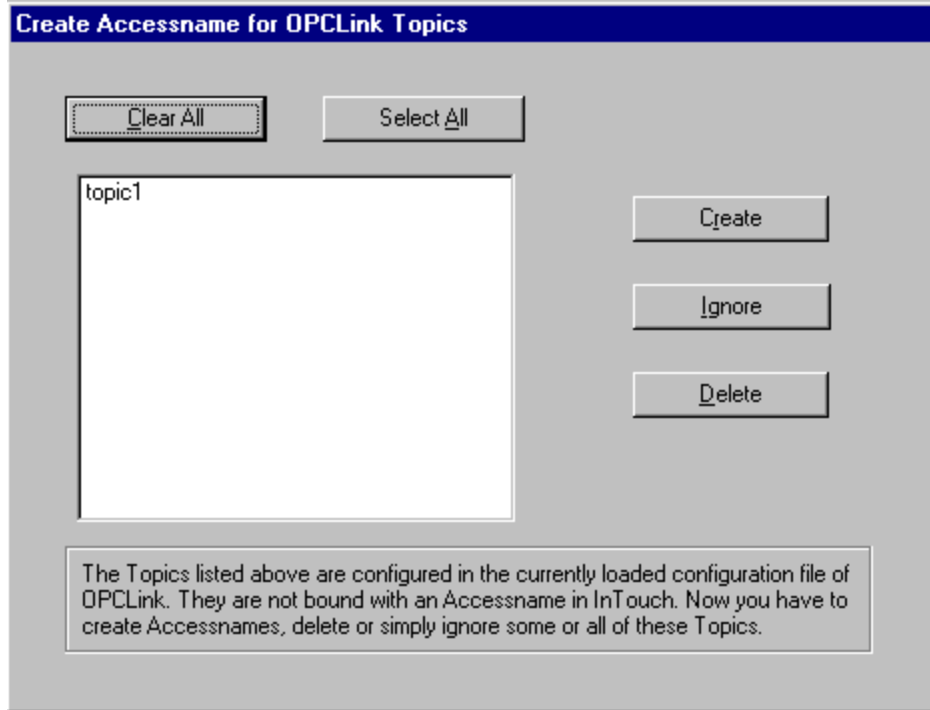 Create Accessname for OPCLink Topics
Clear All
Select All
topic1
Create
Ignore
Delete
The Topics listed above are configured in the currently loaded configuration file of
OPCLink. They are not bound with an Accessname in InTouch. Now you have to
create Accessnames, delete or simply ignore some or all of these Topics.